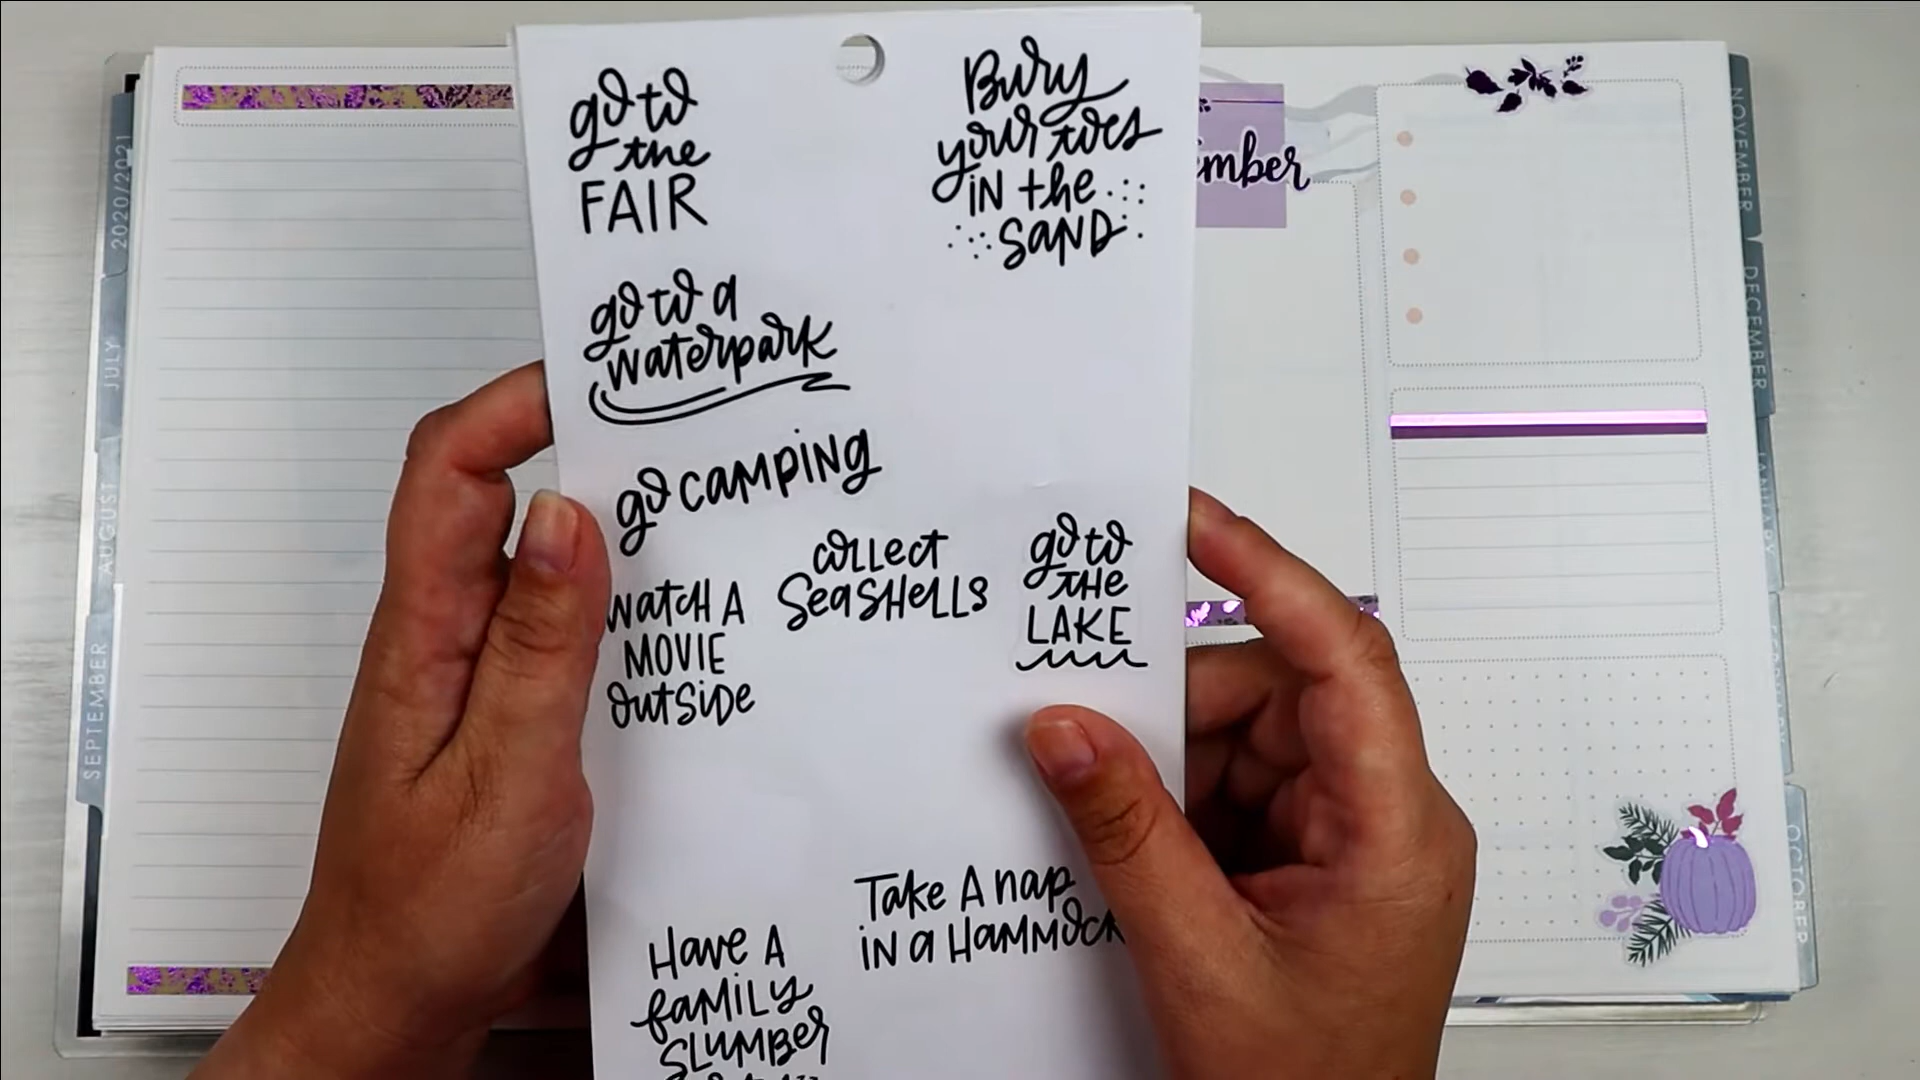 go to
the
FAIR
Bury
your toes
IN the
SAND
go to a
waterpark
go camping
watch A
MOVIE
outside
collect
SeasHells
go to
THE
LAKE
Take A nap
in a Hammock
Have A
family
SLUMBer
2020/2021
JULY
AUGUST
SEPTEMBER
mber
NOVEMBER
DECEMBER
JANUARY
OCTOBER